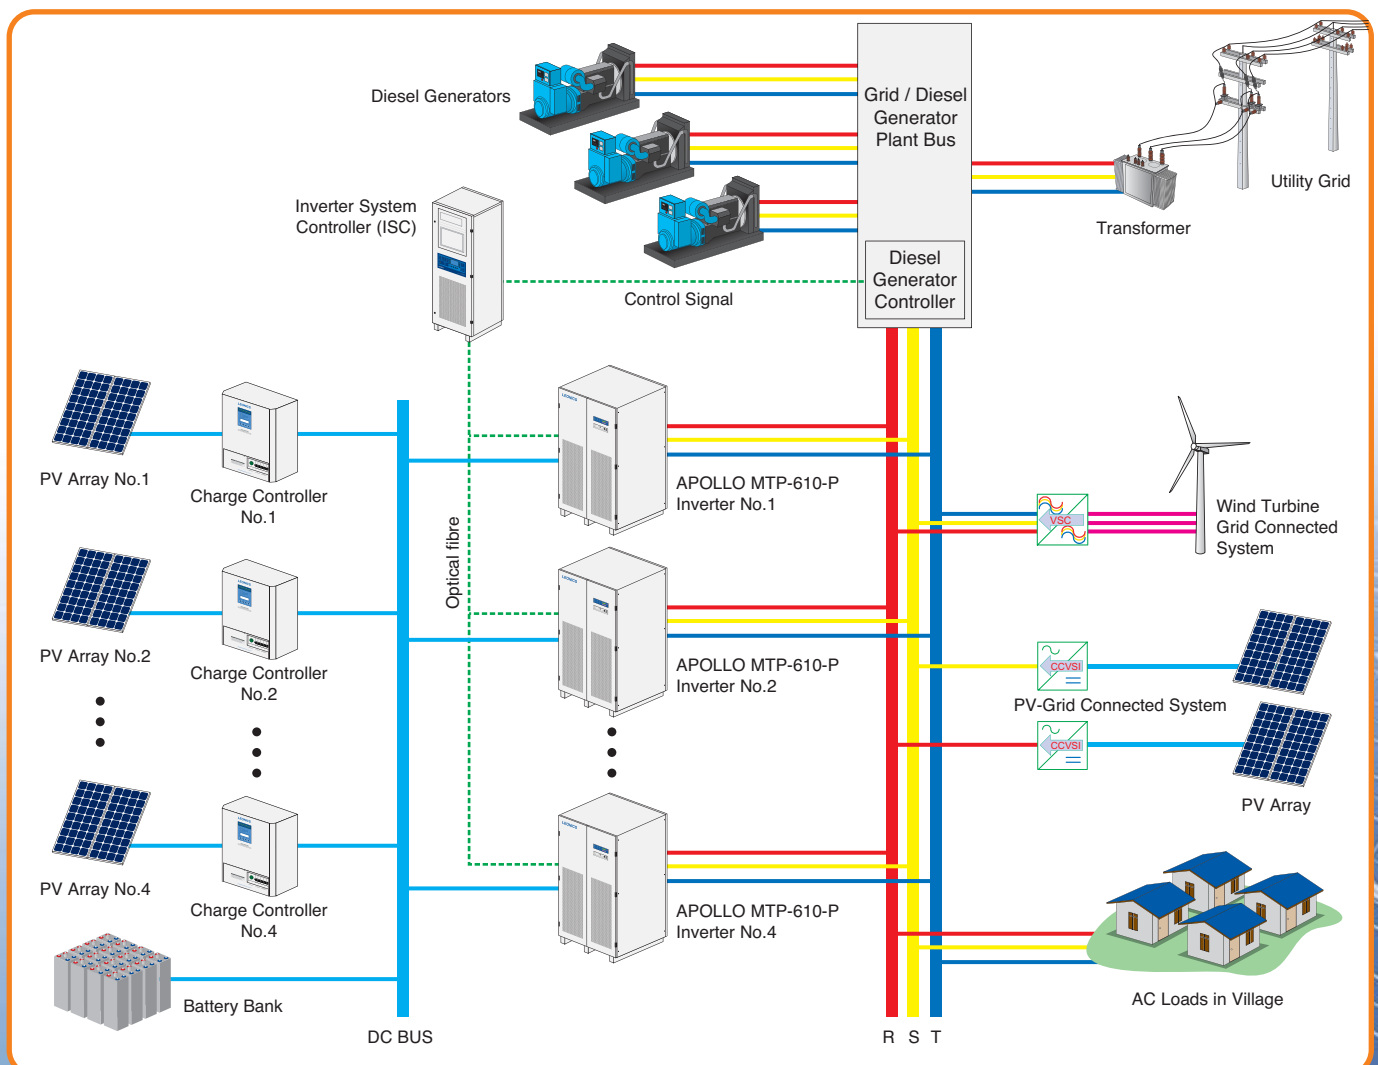 Diesel Generators
Grid / Diesel
Generator
Plant Bus
Utility Grid
Transformer
Inverter System
Controller (ISC)
Diesel
Generator
Controller
Control Signal
PV Array No.1
Charge Controller
No.1
Optical fibre
LEONICS
APOLLO MTP-610-P
Inverter No.1
VSC
Wind Turbine
Grid Connected
System
PV Array No.2
Charge Controller
No.2
LEONICS
APOLLO MTP-610-P
Inverter No.2
CCVSI
PV-Grid Connected System
CCVSI
PV Array
PV Array No.4
Charge Controller
No.4
LEONICS
APOLLO MTP-610-P
Inverter No.4
AC Loads in Village
Battery Bank
DC BUS
R S T